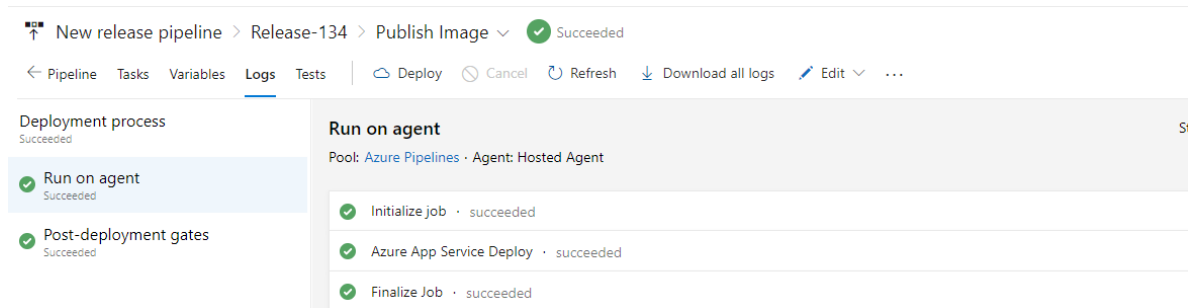 New release pipeline > Release-134 > Publish Image Succeeded
Pipeline Tasks Variables Logs Tests Deploy Cancel Refresh Download all logs Edit ...
Deployment process
Succeeded
Run on agent
Succeeded
Post-deployment gates
Succeeded
Run on agent
Pool: Azure Pipelines · Agent: Hosted Agent
Initialize job · succeeded
Azure App Service Deploy · succeeded
Finalize Job · succeeded